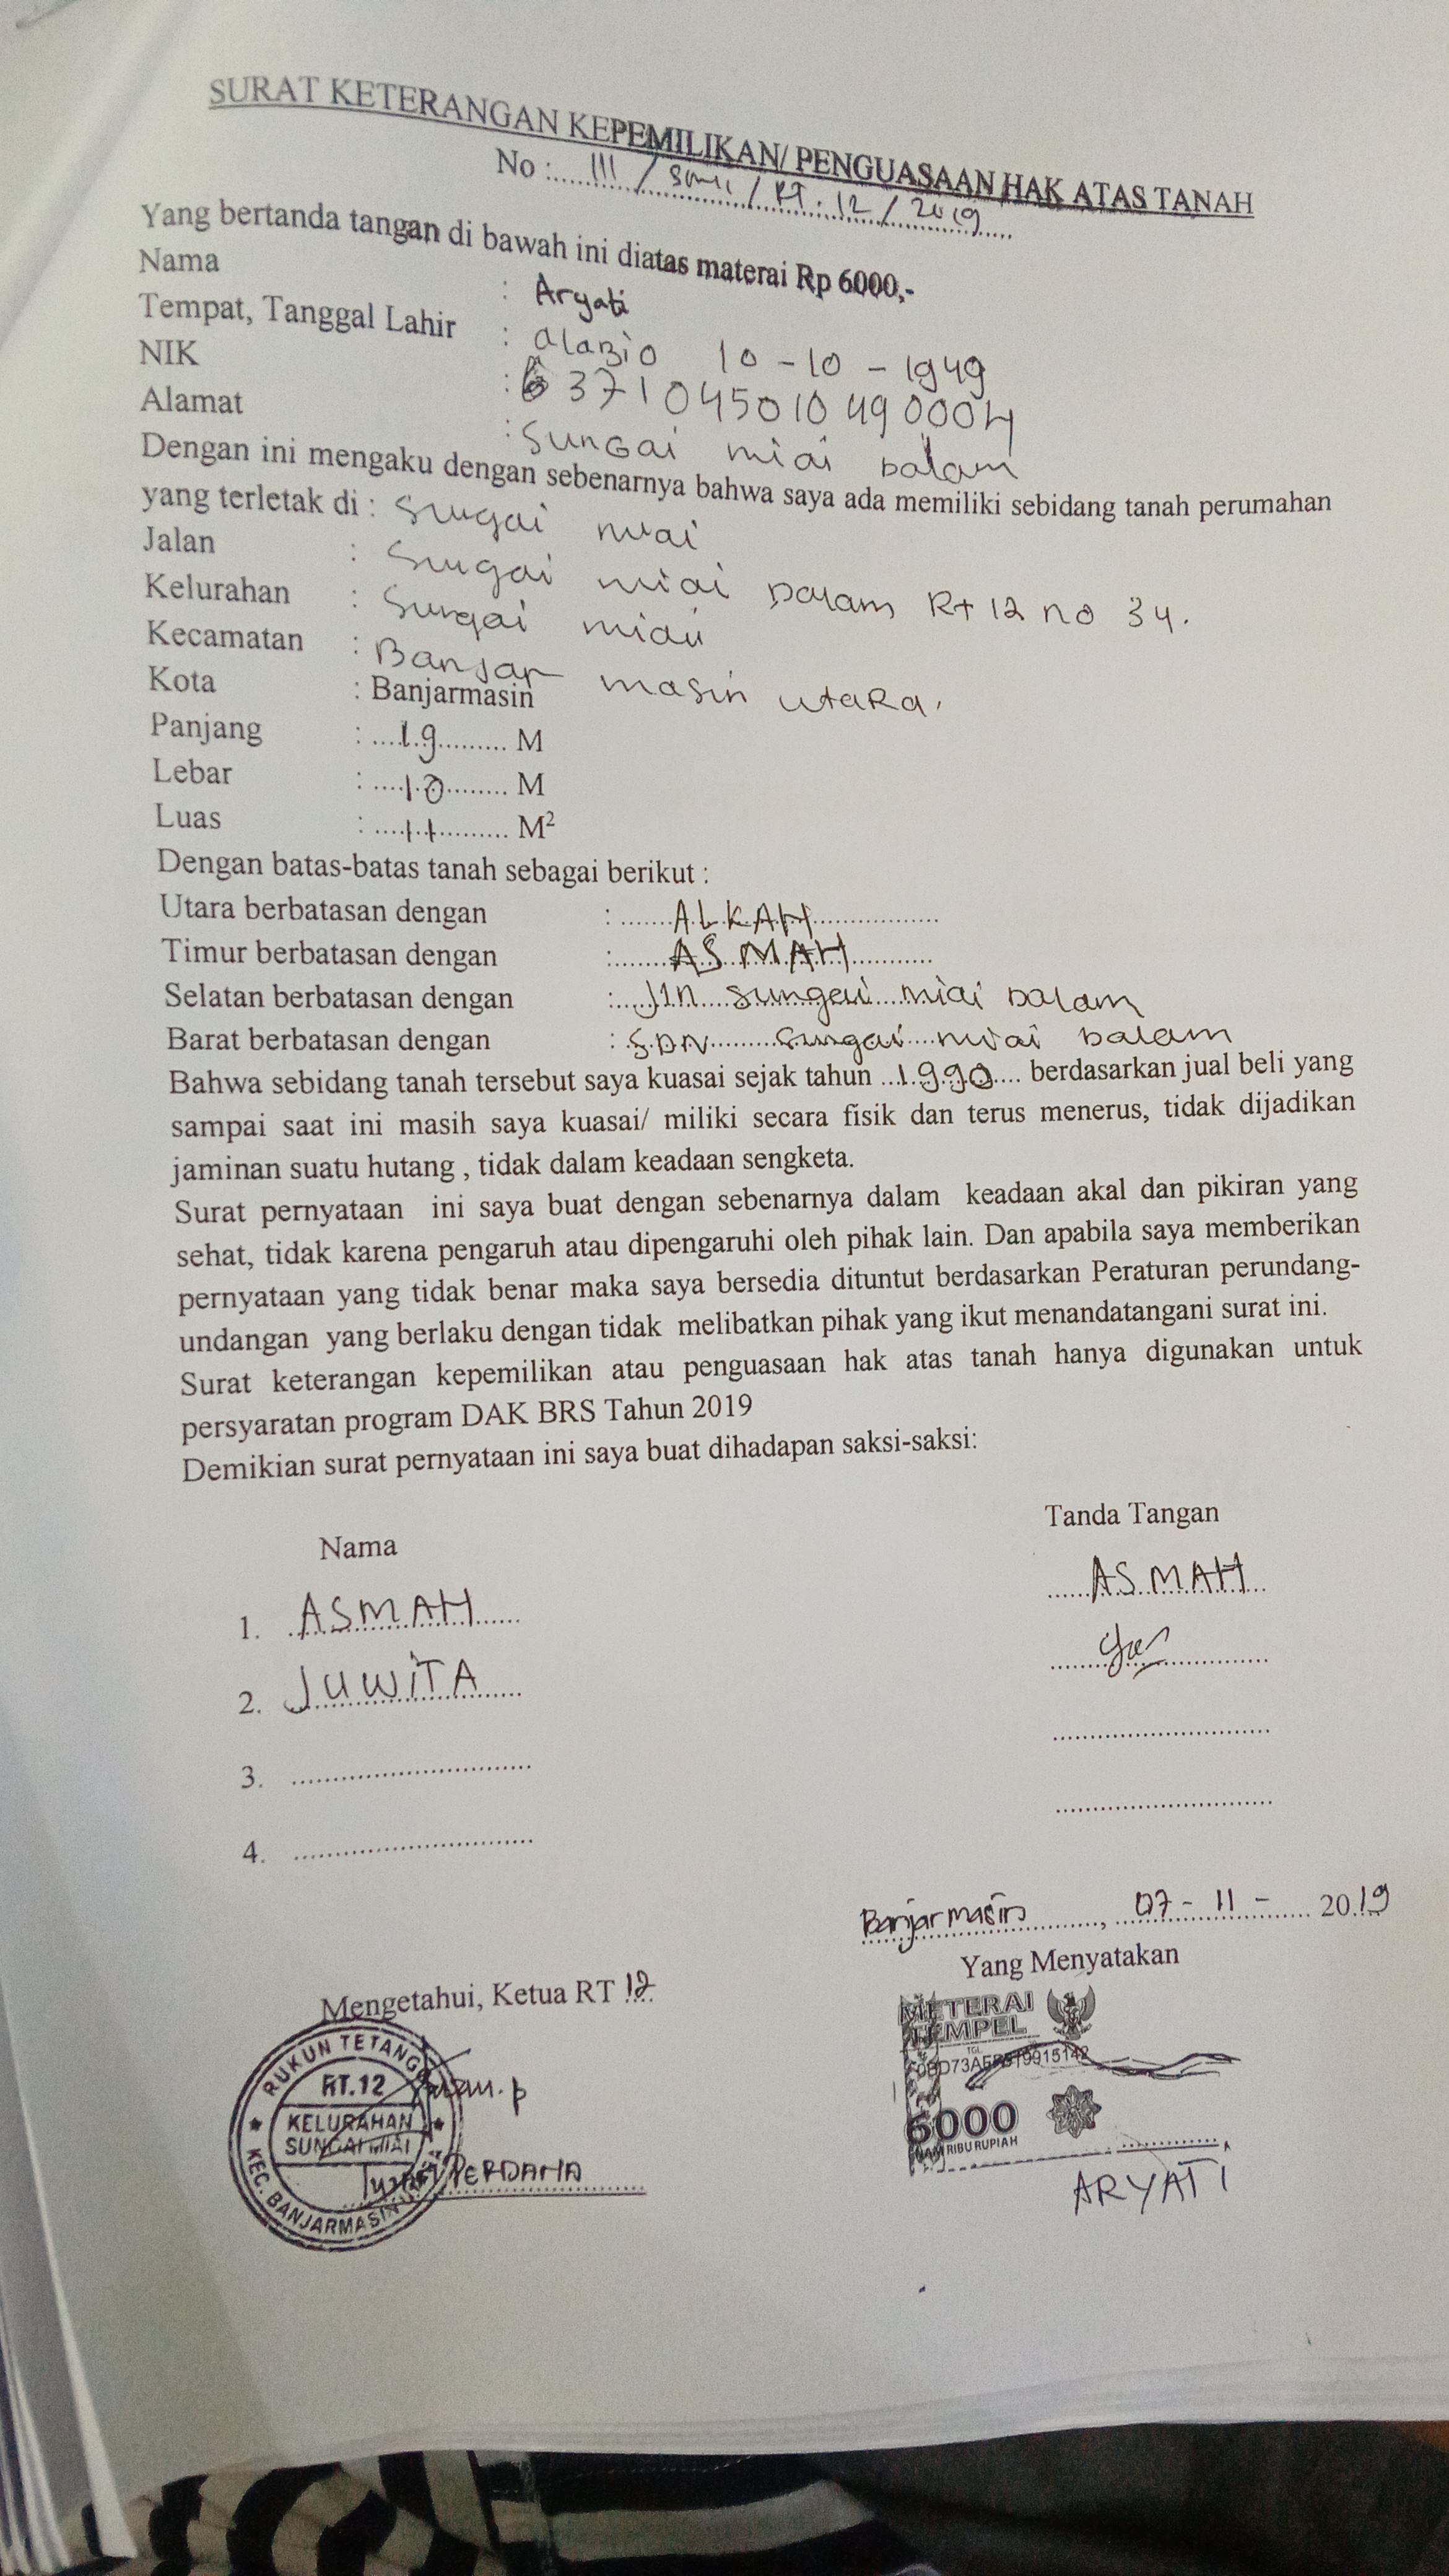 SURAT KETERANGAN KEPEMILIKAN/ PENGUASAAN HAK ATAS TANAH
No :.... III / / RT. 12 / 2019
Yang bertanda tangan di bawah ini diatas materai Rp 6000,-
Nama : Aryati
Tempat, Tanggal Lahir : alabio 10 - 10 - 1949
NIK : 6371045010490004
Alamat : Sungai miai dalam
Dengan ini mengaku dengan sebenarnya bahwa saya ada memiliki sebidang tanah perumahan
yang terletak di : Sungai miai
Jalan : Sungai miai Dalam Rt 12 no 34.
Kelurahan : Sungai miai
Kecamatan : Banjar masin utaRa.
Kota : Banjarmasin
Panjang : ....19......... M
Lebar : ....10......... M
Luas : ....11......... M²
Dengan batas-batas tanah sebagai berikut :
Utara berbatasan dengan : ALKAH
Timur berbatasan dengan : ASMAH
Selatan berbatasan dengan : Jln Sungai miai Dalam
Barat berbatasan dengan : SDN Sungai miai dalam
Bahwa sebidang tanah tersebut saya kuasai sejak tahun ...1990.... berdasarkan jual beli yang
sampai saat ini masih saya kuasai/ miliki secara fisik dan terus menerus, tidak dijadikan
jaminan suatu hutang , tidak dalam keadaan sengketa.
Surat pernyataan ini saya buat dengan sebenarnya dalam keadaan akal dan pikiran yang
sehat, tidak karena pengaruh atau dipengaruhi oleh pihak lain. Dan apabila saya memberikan
pernyataan yang tidak benar maka saya bersedia dituntut berdasarkan Peraturan perundang-
undangan yang berlaku dengan tidak melibatkan pihak yang ikut menandatangani surat ini.
Surat keterangan kepemilikan atau penguasaan hak atas tanah hanya digunakan untuk
persyaratan program DAK BRS Tahun 2019
Demikian surat pernyataan ini saya buat dihadapan saksi-saksi:
Nama Tanda Tangan
1. ASMAH ASMAH
2. JUWITA
3. ..............................
4. ..............................
Banjarmasin, 07 - 11 - 2019
Mengetahui, Ketua RT 12 Yang Menyatakan
METERAI
TEMPEL
TGL
6000
ENAM RIBU RUPIAH
RUKUN TETANGGA
RT.12
KELURAHAN
SUNGAI MIAI
KEC. BANJARMASIN
PERDANA
ARYATI